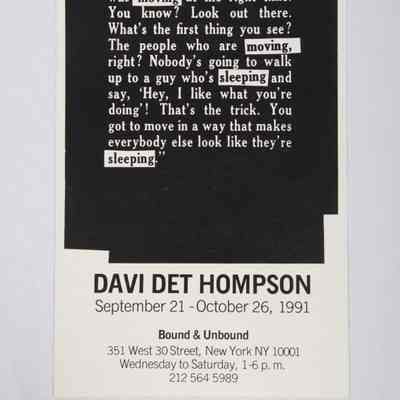 was moving at the right time.
You know? Look out there.
What's the first thing you see?
The people who are moving,
right? Nobody's going to walk
up to a guy who's sleeping and
say, 'Hey, I like what you're
doing'! That's the trick. You
got to move in a way that makes
everybody else look like they're
sleeping."
DAVI DET HOMPSON
September 21 - October 26, 1991
Bound & Unbound
351 West 30 Street, New York NY 10001
Wednesday to Saturday, 1-6 p. m.
212 564 5989